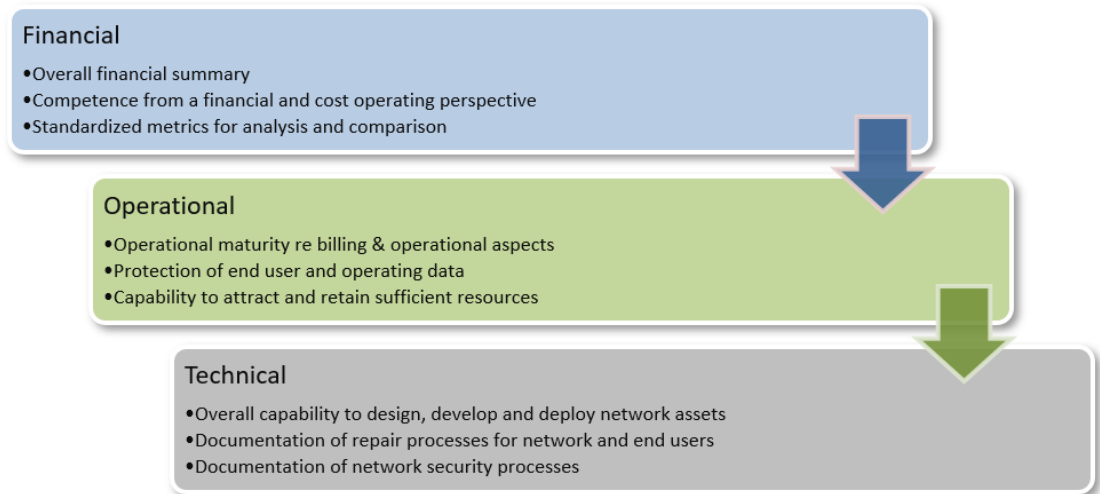 Financial
•Overall financial summary
•Competence from a financial and cost operating perspective
•Standardized metrics for analysis and comparison
Operational
•Operational maturity re billing & operational aspects
•Protection of end user and operating data
•Capability to attract and retain sufficient resources
Technical
•Overall capability to design, develop and deploy network assets
•Documentation of repair processes for network and end users
•Documentation of network security processes